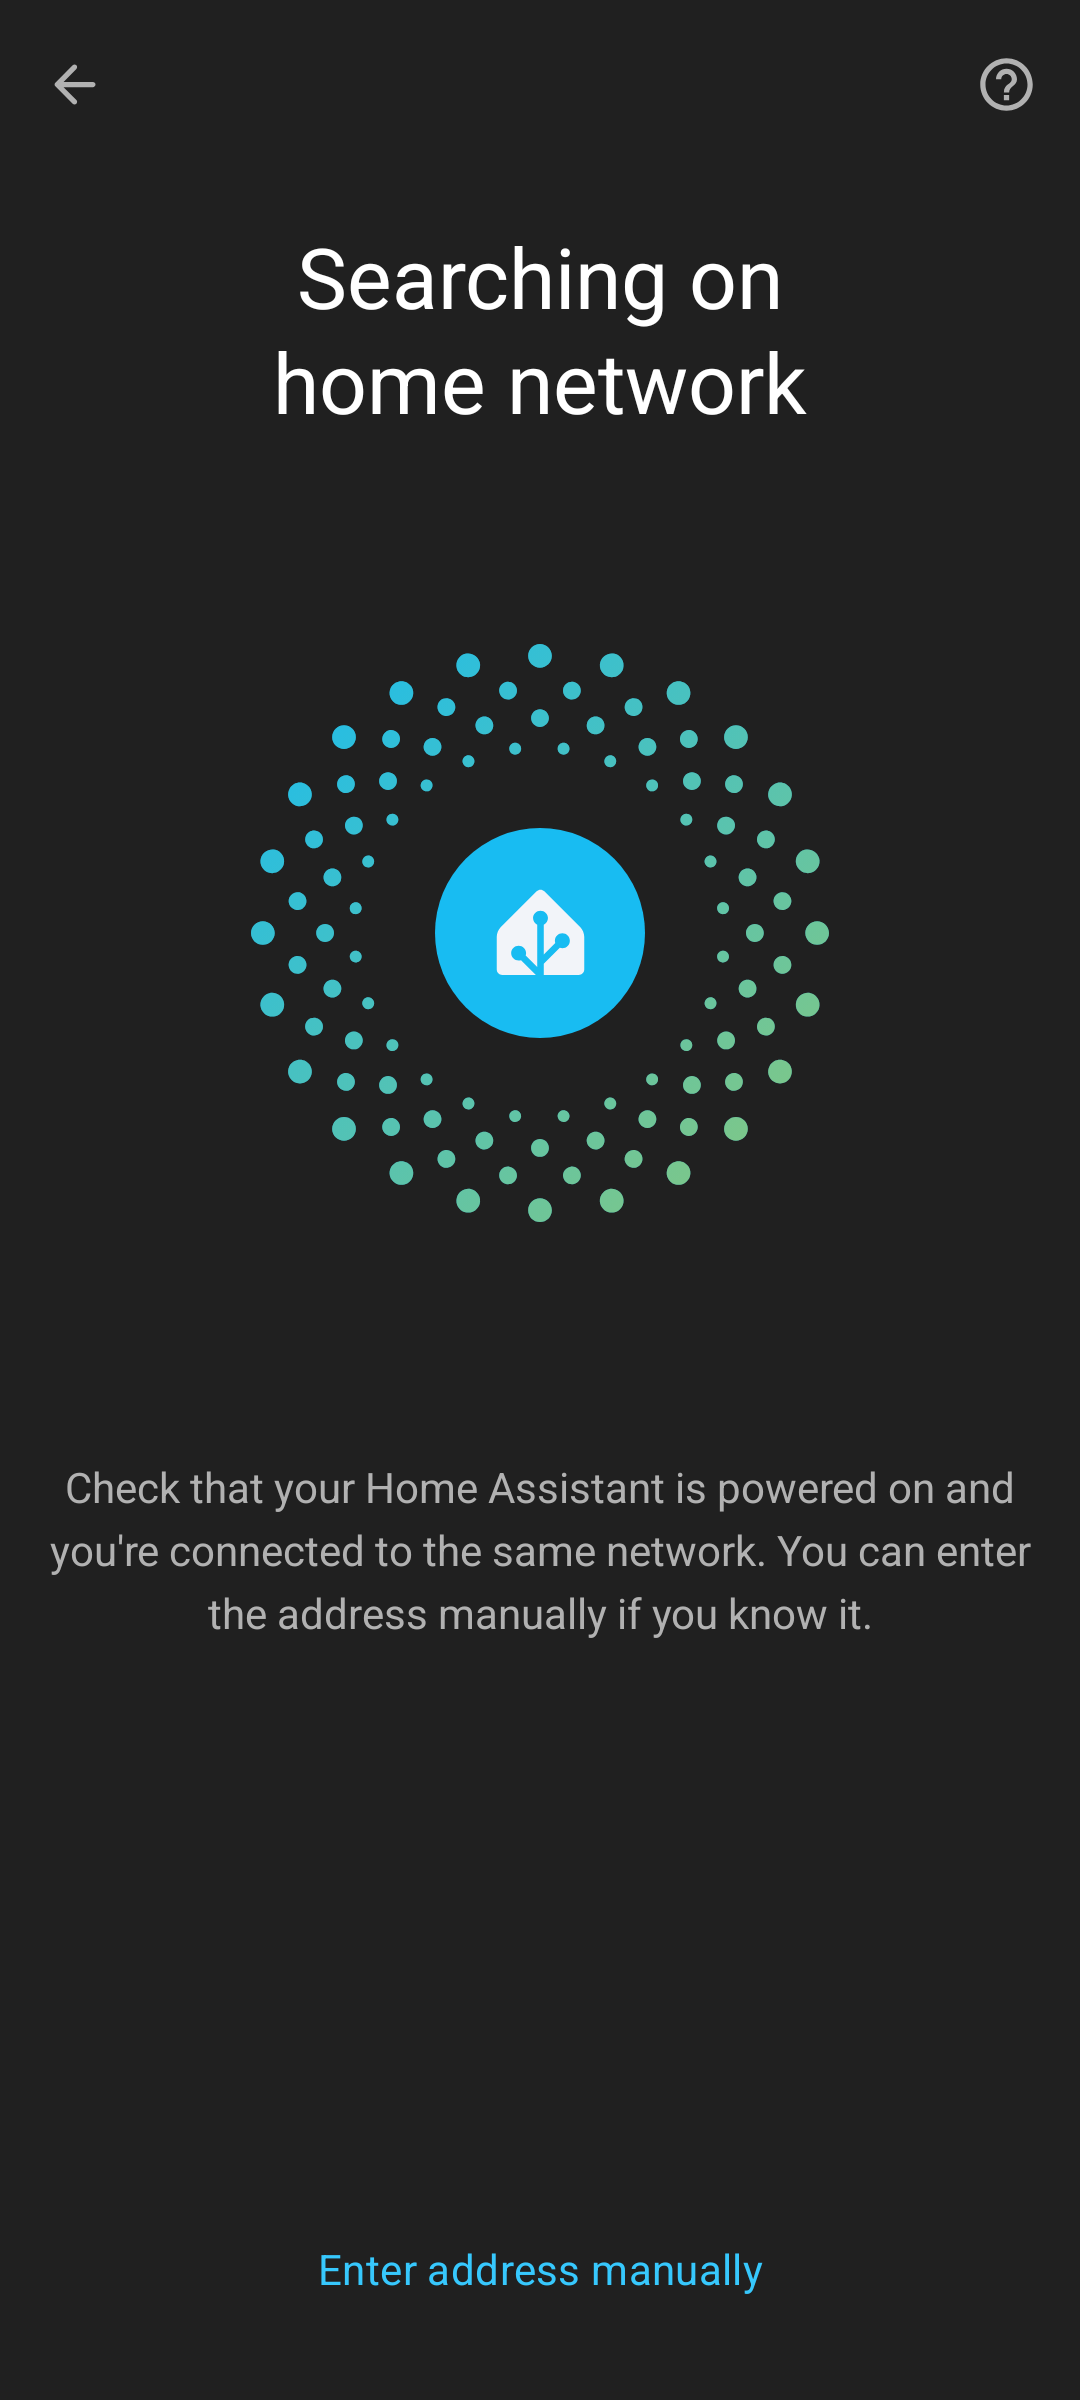 Searching on
home network
Check that your Home Assistant is powered on and
you're connected to the same network. You can enter
the address manually if you know it.
Enter address manually